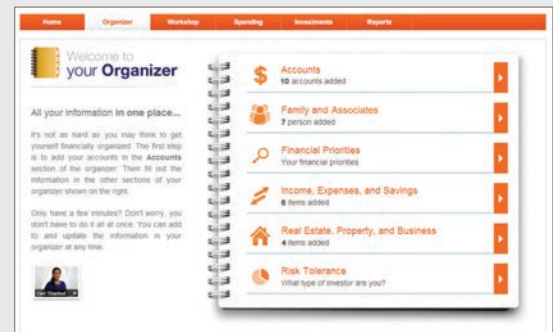 Home Organizer Workshop Spending Investments Reports
Welcome to
your Organizer
All your information in one place...
It's not as hard as you may think to get
yourself financially organized. The first step
is to add your accounts in the Accounts
section of the organizer. Then fill out the
information in the other sections of your
organizer shown on the right.
Only have a few minutes? Don't worry, you
don't have to do it all at once. You can add
to and update the information in your
organizer at any time.
Get Started
Accounts
10 accounts added
Family and Associates
7 person added
Financial Priorities
Your financial priorities
Income, Expenses, and Savings
6 items added
Real Estate, Property, and Business
4 items added
Risk Tolerance
What type of investor are you?